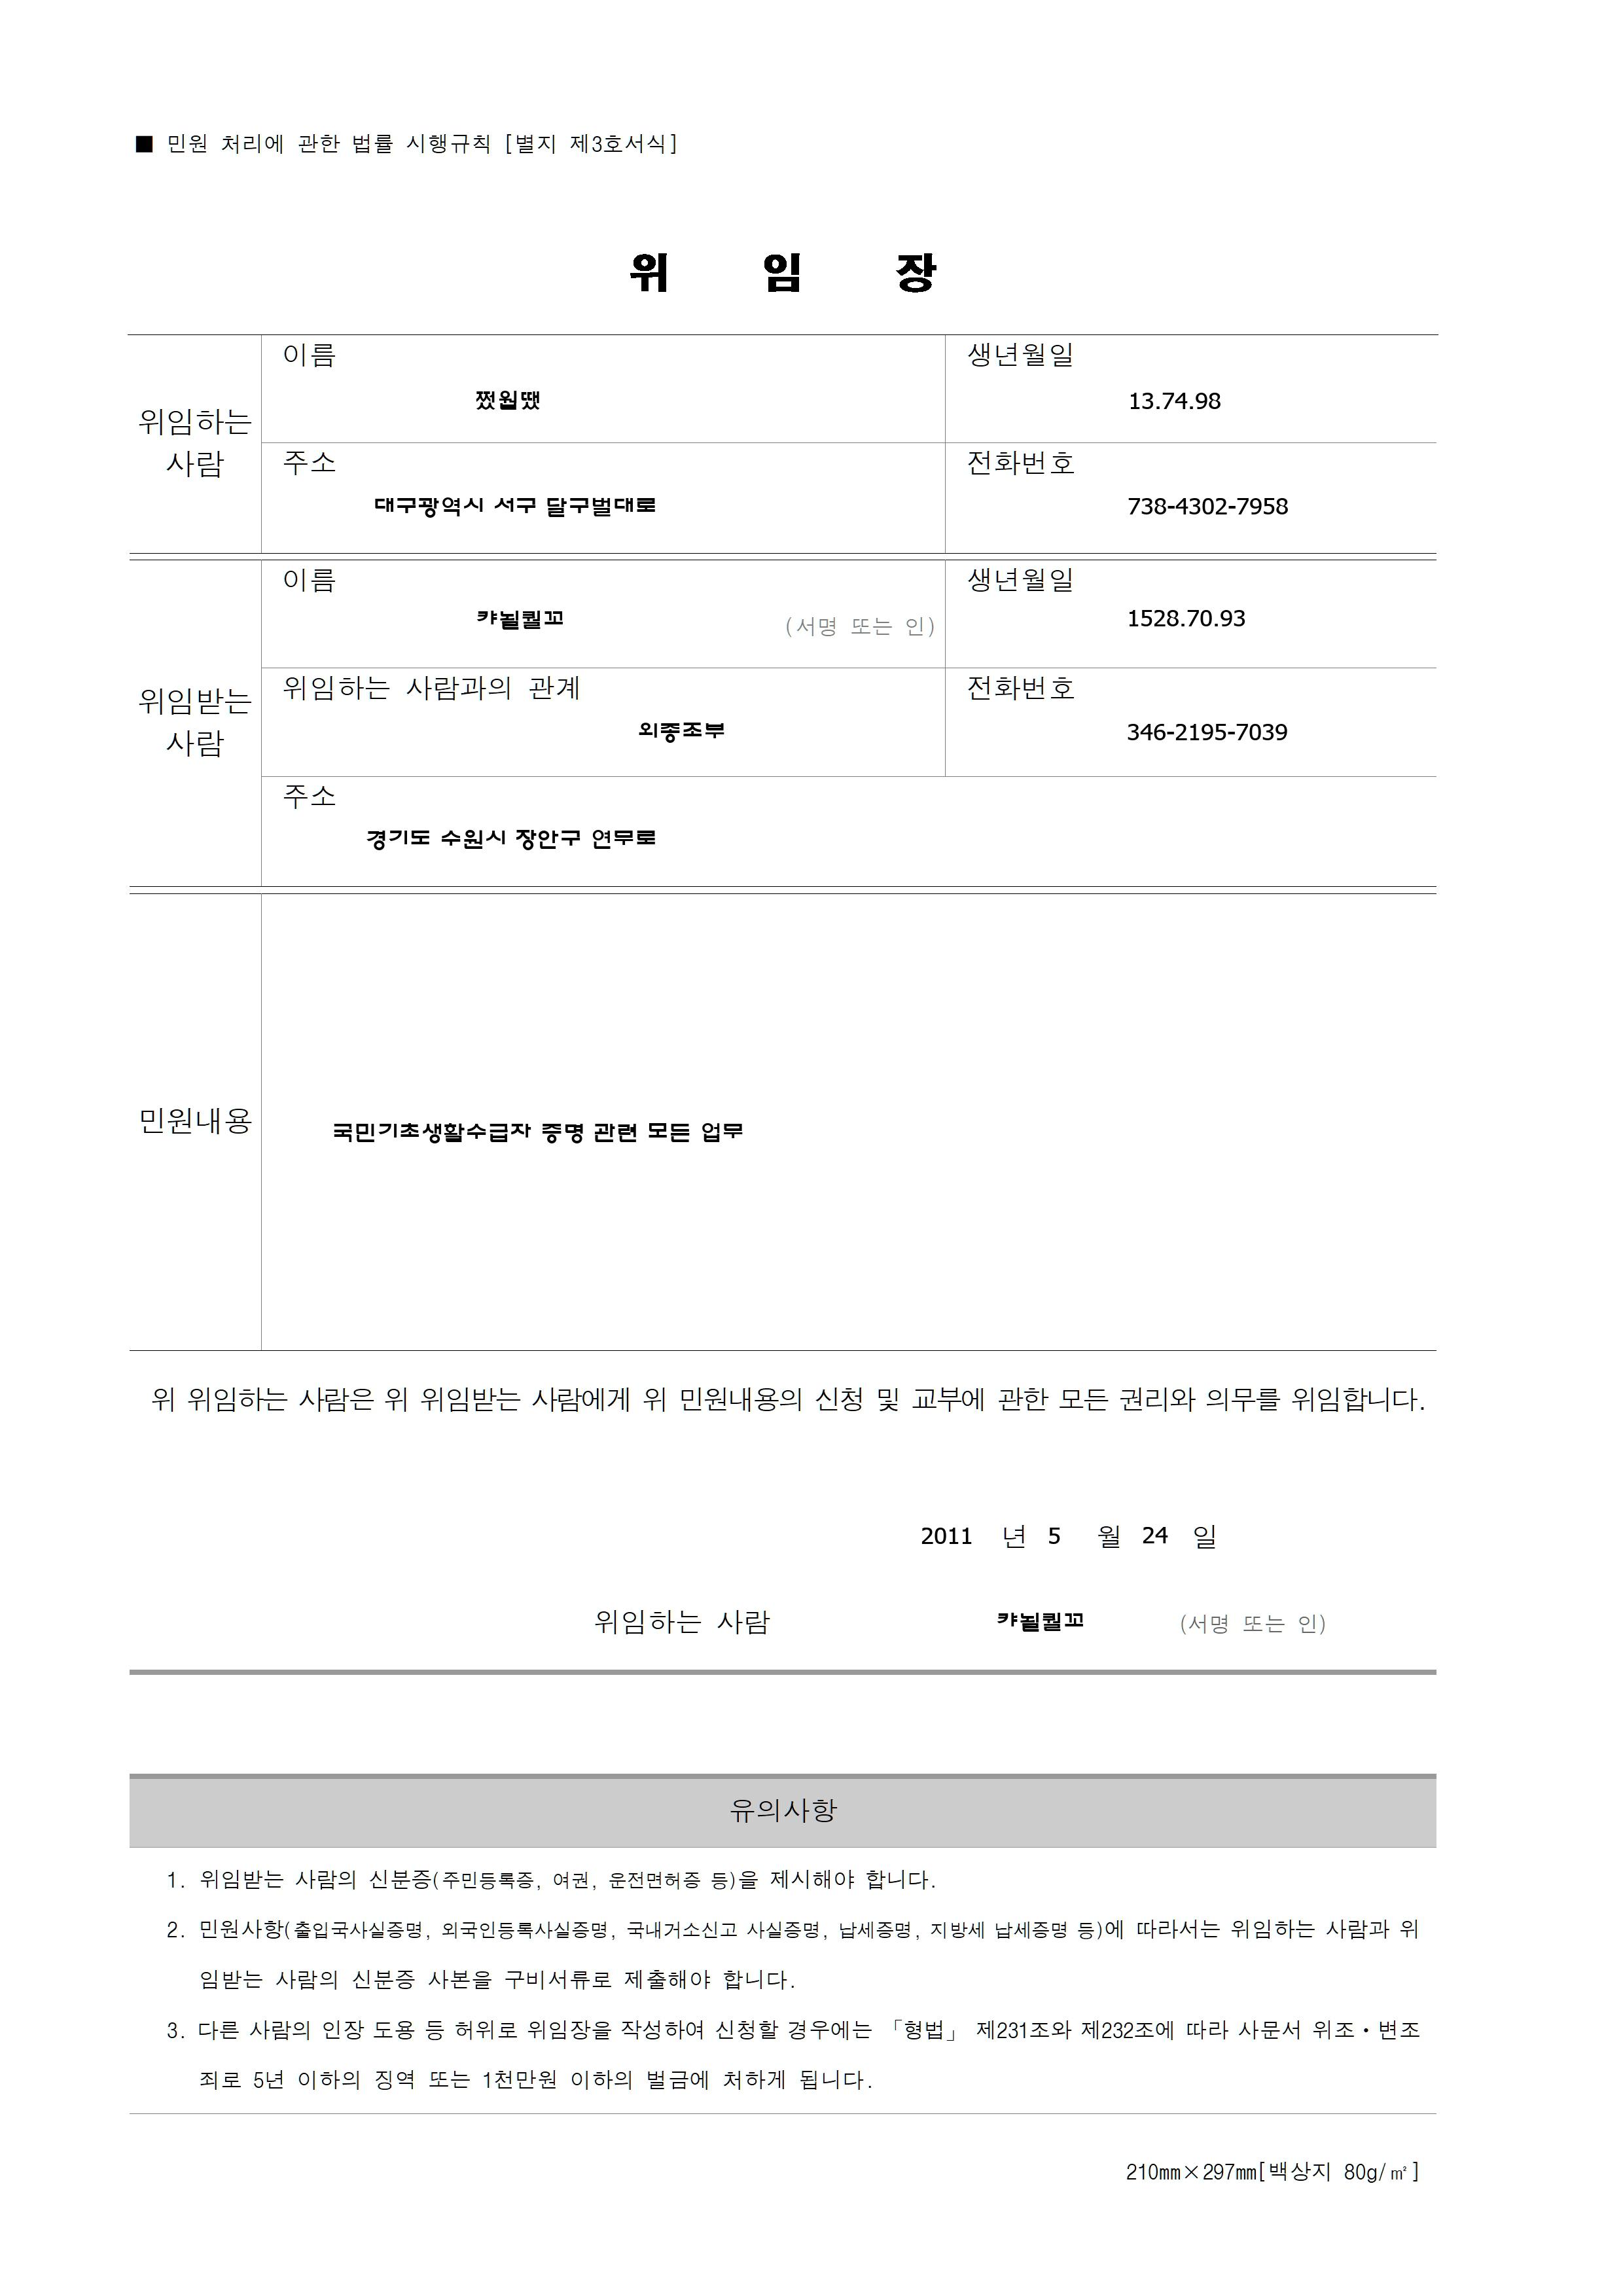 ■ 민원 처리에 관한 법률 시행규칙 [별지 제3호서식]
위 임 장
이름
생년월일
쩠윕땠
13.74.98
위임하는
사람
주소
전화번호
대구광역시 서구 달구벌대로
738-4302-7958
이름
생년월일
캬뇔퀄꼬
(서명 또는 인)
1528.70.93
위임받는
사람
위임하는 사람과의 관계
전화번호
외종조부
346-2195-7039
주소
경기도 수원시 장안구 연무로
민원내용
국민기초생활수급자 증명 관련 모든 업무
위 위임하는 사람은 위 위임받는 사람에게 위 민원내용의 신청 및 교부에 관한 모든 권리와 의무를 위임합니다.
2011 년 5 월 24 일
위임하는 사람 캬뇔퀄꼬 (서명 또는 인)
유의사항
1. 위임받는 사람의 신분증(주민등록증, 여권, 운전면허증 등)을 제시해야 합니다.
2. 민원사항(출입국사실증명, 외국인등록사실증명, 국내거소신고 사실증명, 납세증명, 지방세 납세증명 등)에 따라서는 위임하는 사람과 위
임받는 사람의 신분증 사본을 구비서류로 제출해야 합니다.
3. 다른 사람의 인장 도용 등 허위로 위임장을 작성하여 신청할 경우에는 「형법」 제231조와 제232조에 따라 사문서 위조·변조
죄로 5년 이하의 징역 또는 1천만원 이하의 벌금에 처하게 됩니다.
210㎜×297㎜[백상지 80g/㎡]